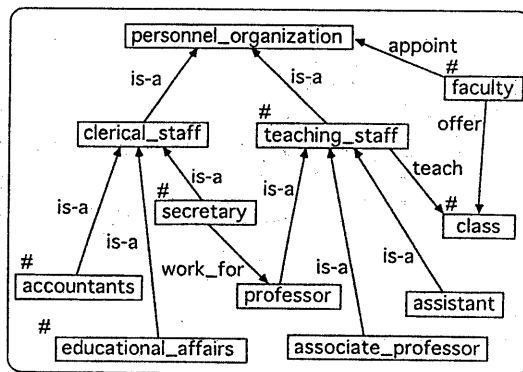 personnel_organization
appoint
is-a
is-a
#
faculty
#
offer
clerical_staff
teaching_staff
teach
is-a
#
is-a
#
is-a
secretary
class
is-a
is-a
#
work_for
is-a
accountants
professor
assistant
#
educational_affairs
associate_professor